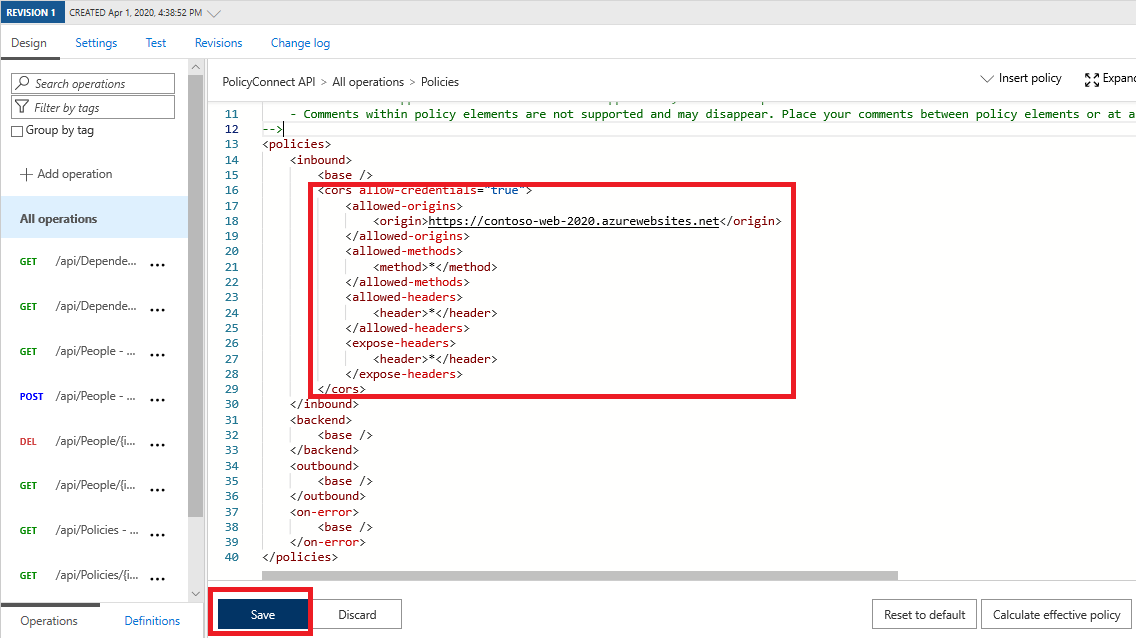 REVISION 1 CREATED Apr 1, 2020, 4:38:52 PM
Design Settings Test Revisions Change log
Search operations
Filter by tags
Group by tag
Add operation
All operations
GET /api/Depende... ...
GET /api/Depende... ...
GET /api/People - ... ...
POST /api/People - ... ...
DEL /api/People/{i... ...
GET /api/People/{i... ...
GET /api/Policies - ... ...
GET /api/Policies/{i... ...
Operations Definitions
PolicyConnect API > All operations > Policies
Insert policy Expand
11 - Comments within policy elements are not supported and may disappear. Place your comments between policy elements or at a
12 -->
13 <policies>
14 <inbound>
15 <base />
16 <cors allow-credentials="true">
17 <allowed-origins>
18 <origin>https://contoso-web-2020.azurewebsites.net</origin>
19 </allowed-origins>
20 <allowed-methods>
21 <method>*</method>
22 </allowed-methods>
23 <allowed-headers>
24 <header>*</header>
25 </allowed-headers>
26 <expose-headers>
27 <header>*</header>
28 </expose-headers>
29 </cors>
30 </inbound>
31 <backend>
32 <base />
33 </backend>
34 <outbound>
35 <base />
36 </outbound>
37 <on-error>
38 <base />
39 </on-error>
40 </policies>
Save Discard Reset to default Calculate effective policy